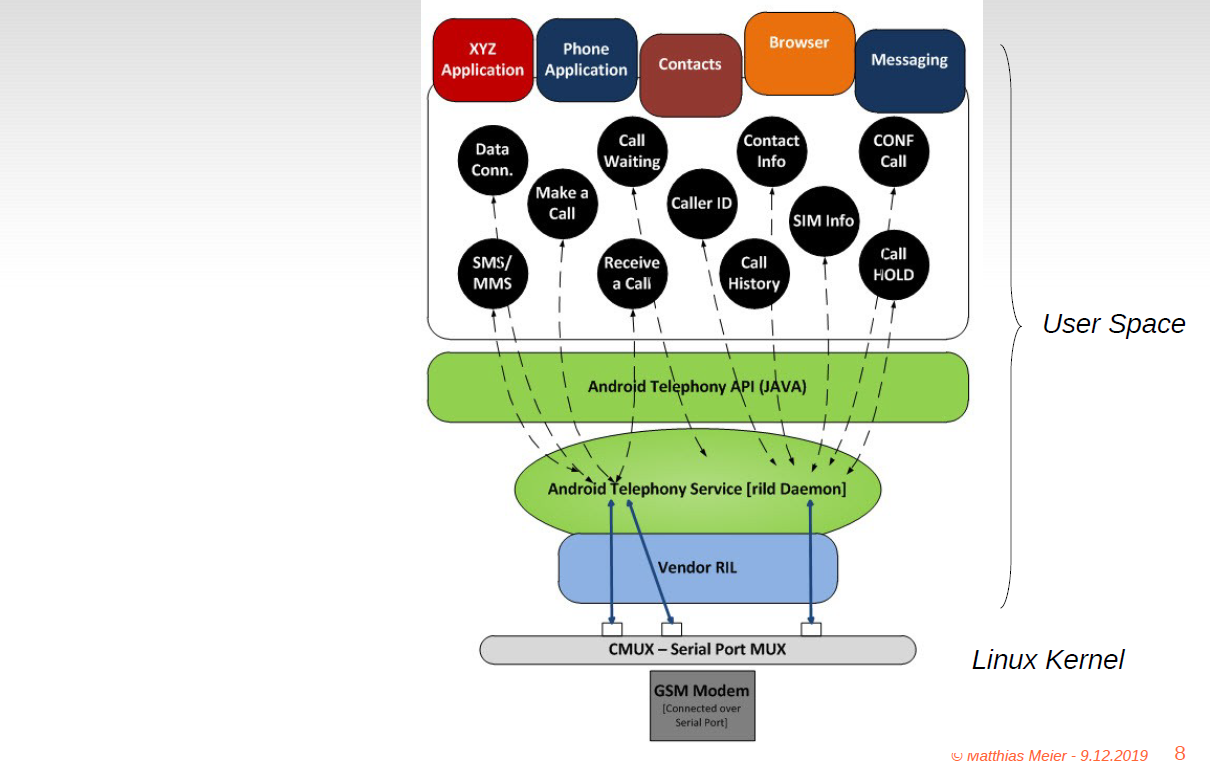 XYZ
Application
Phone
Application
Contacts
Browser
Messaging
Data
Conn.
Make a
Call
Call
Waiting
Caller ID
Contact
Info
SIM Info
CONF
Call
SMS/
MMS
Receive
a Call
Call
History
Call
HOLD
User Space
Android Telephony API (JAVA)
Android Telephony Service [rild Daemon]
Vendor RIL
CMUX – Serial Port MUX
Linux Kernel
GSM Modem
[Connected over
Serial Port]
© Matthias Meier - 9.12.2019 8